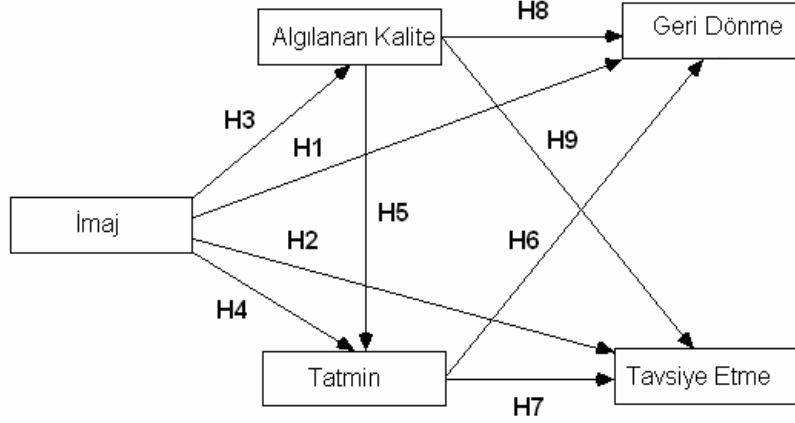 H8
Algılanan Kalite
Geri Dönme
H3
H1
H9
İmaj
H5
H2
H6
H4
Tatmin
Tavsiye Etme
H7